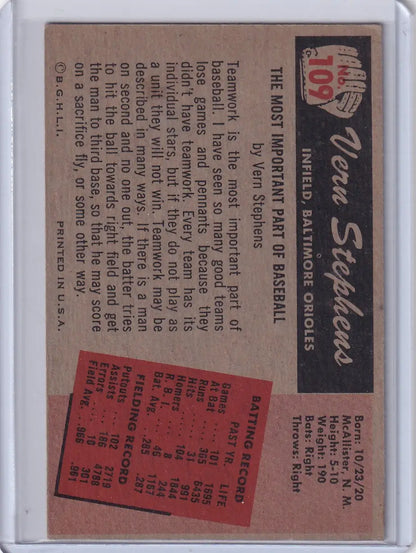 No.
109
Vern Stephens
INFIELD, BALTIMORE ORIOLES
Born: 10/23/20
McAllister, N. M.
Height: 5-10
Weight: 190
Bats: Right
Throws: Right
THE MOST IMPORTANT PART OF BASEBALL
by Vern Stephens
Teamwork is the most important part of
baseball. I have seen so many good teams
lose games and pennants because they
didn't have teamwork. Every team has its
individual stars, but if they do not play as
a unit they will not win. Teamwork may be
described in many ways. If there is a man
on second and no one out, the batter tries
to hit the ball towards right field and get
the man to third base, so that he may score
on a sacrifice fly, or some other way.
© B.G.H.L.I. PRINTED IN U.S.A.
BATTING RECORD
PAST YR. LIFE
Games 101 1695
At Bat 365 6435
Runs 31
Hits 104 1844
Homers 8 244
R. B. I. 46 1167
Bat. Avg. .285 .287
FIELDING RECORD
Putouts 102 2719
Assists 186 4788
Errors 10 301
Field Avg. .966 .961